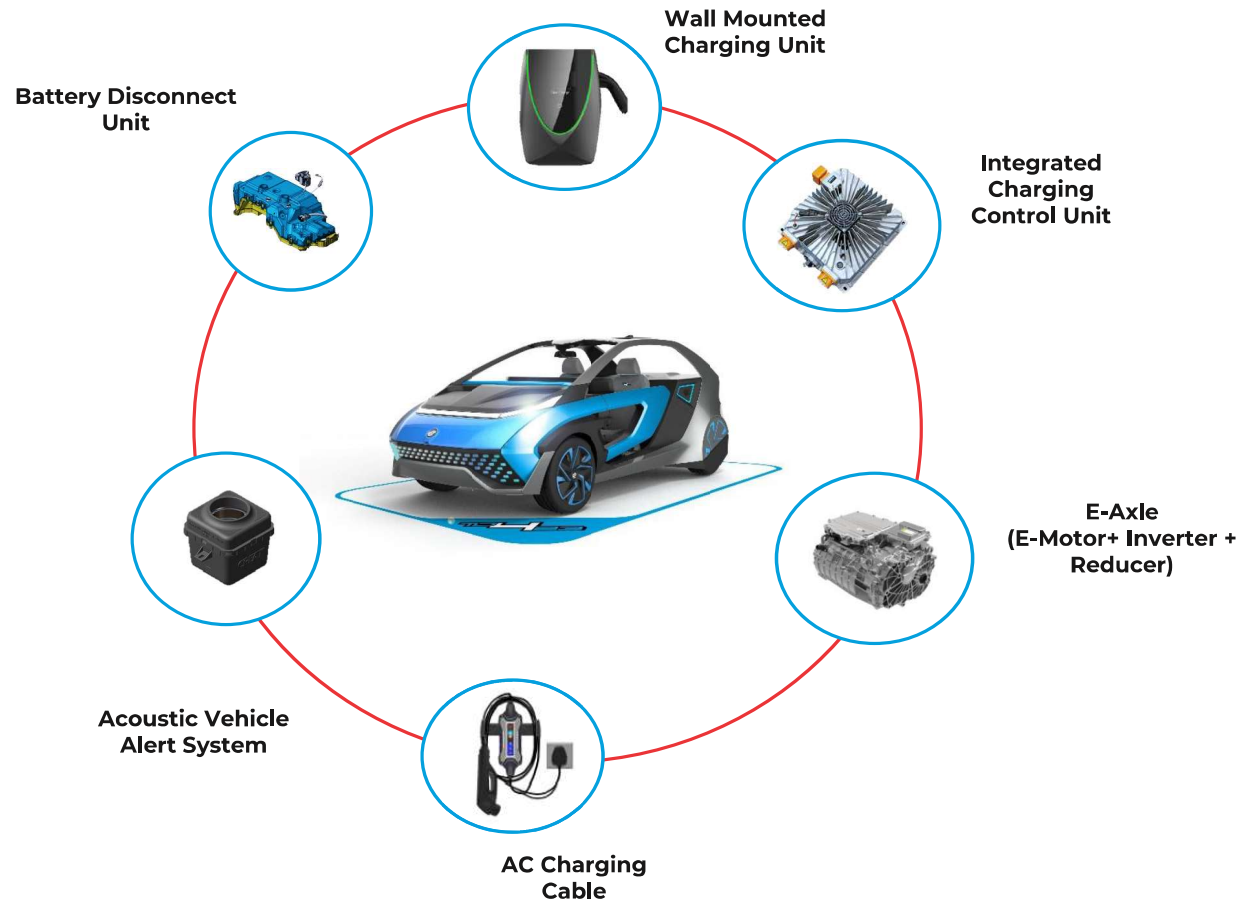 Wall Mounted
Charging Unit
Battery Disconnect
Unit
Integrated
Charging
Control Unit
E-Axle
(E-Motor+ Inverter +
Reducer)
Acoustic Vehicle
Alert System
AC Charging
Cable